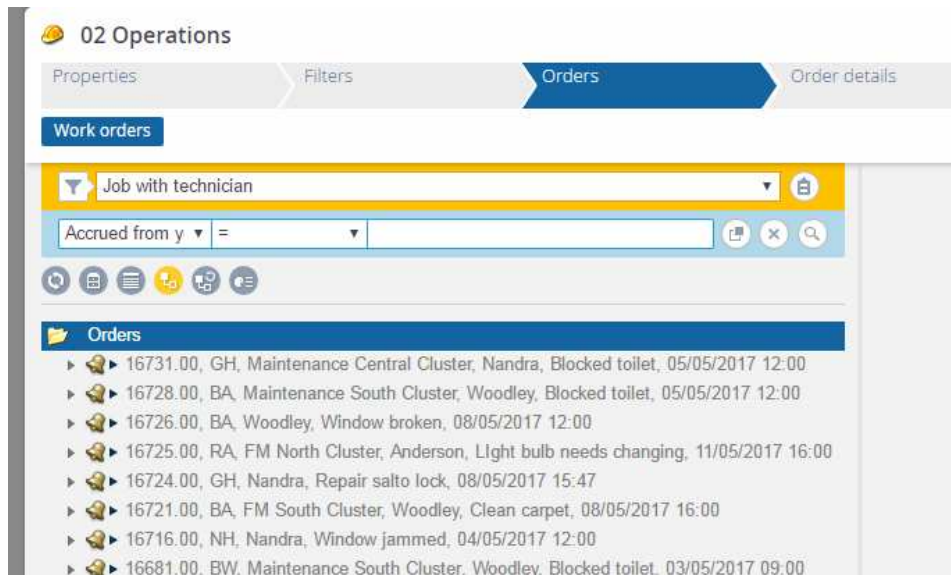 02 Operations
Properties Filters Orders Order details
Work orders
Job with technician
Accrued from y =
Orders
16731.00, GH, Maintenance Central Cluster, Nandra, Blocked toilet, 05/05/2017 12:00
16728.00, BA, Maintenance South Cluster, Woodley, Blocked toilet, 05/05/2017 12:00
16726.00, BA, Woodley, Window broken, 08/05/2017 12:00
16725.00, RA, FM North Cluster, Anderson, LIght bulb needs changing, 11/05/2017 16:00
16724.00, GH, Nandra, Repair salto lock, 08/05/2017 15:47
16721.00, BA, FM South Cluster, Woodley, Clean carpet, 08/05/2017 16:00
16716.00, NH, Nandra, Window jammed, 04/05/2017 12:00
16681.00, BW, Maintenance South Cluster, Woodley, Blocked toilet, 03/05/2017 09:00